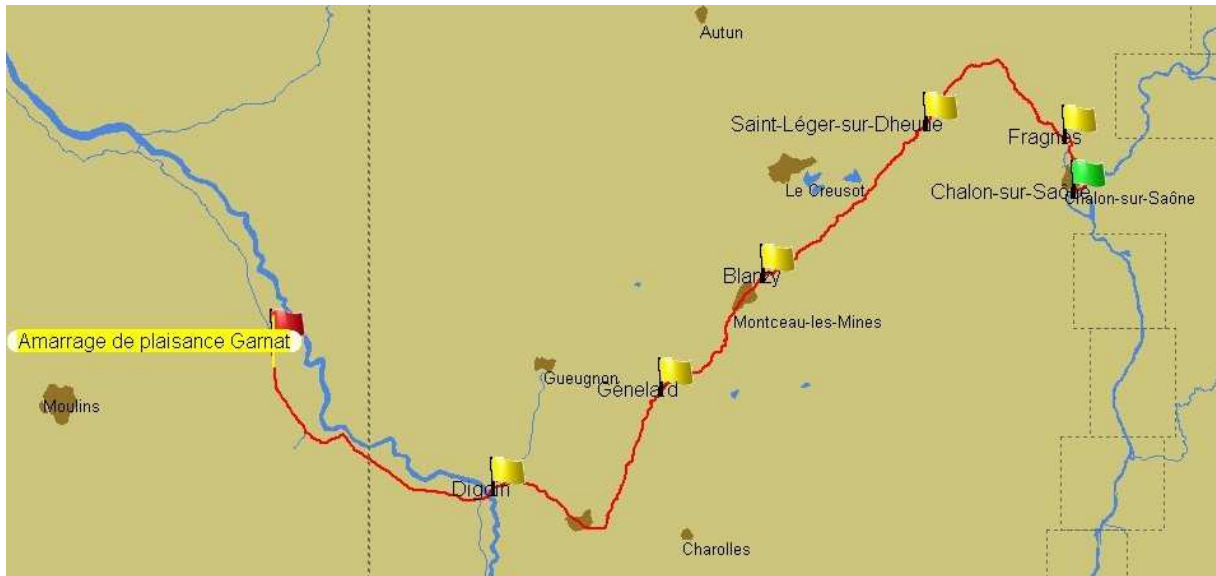 Autun
Saint-Léger-sur-Dheune
Fragnes
Le Creusot
Chalon-sur-Saône
Chalon-sur-Saône
Blanzy
Montceau-les-Mines
Amarrage de plaisance Garnat
Gueugnon
Génelard
Moulins
Digoin
Charolles